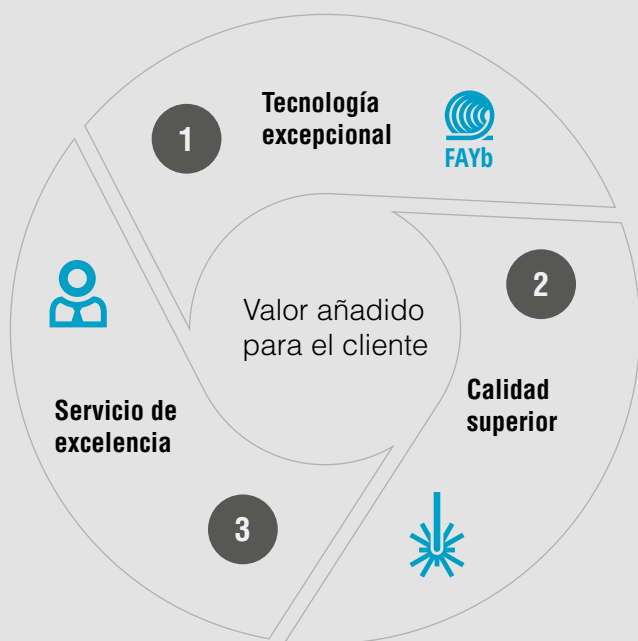 1
Tecnología
excepcional
FAYb
2
Calidad
superior
3
Servicio de
excelencia
Valor añadido
para el cliente